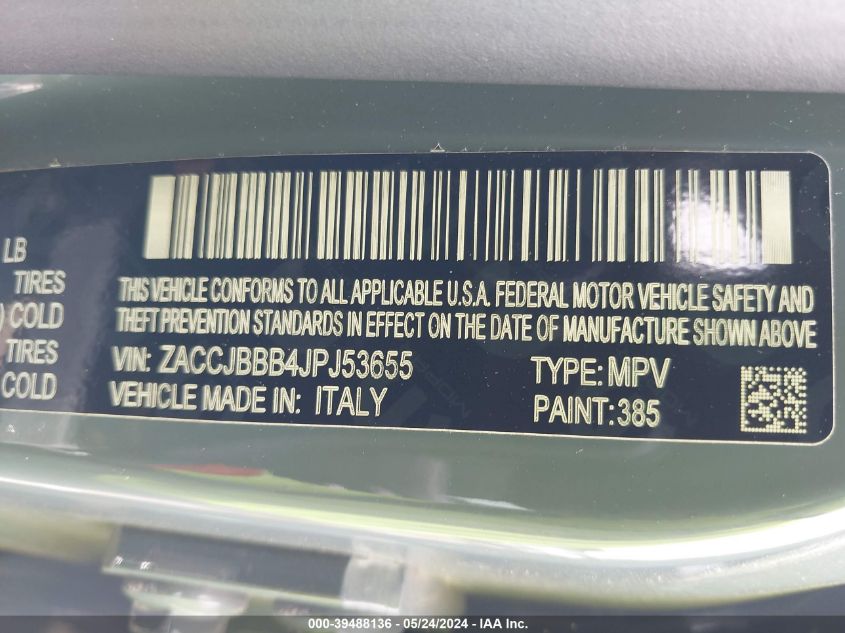 LB
TIRES
) COLD
TIRES
COLD
THIS VEHICLE CONFORMS TO ALL APPLICABLE U.S.A. FEDERAL MOTOR VEHICLE SAFETY AND
THEFT PREVENTION STANDARDS IN EFFECT ON THE DATE OF MANUFACTURE SHOWN ABOVE
VIN: ZACCJBBB4JPJ53655 TYPE: MPV
VEHICLE MADE IN: ITALY PAINT: 385
000-39488136 - 05/24/2024 - IAA Inc.